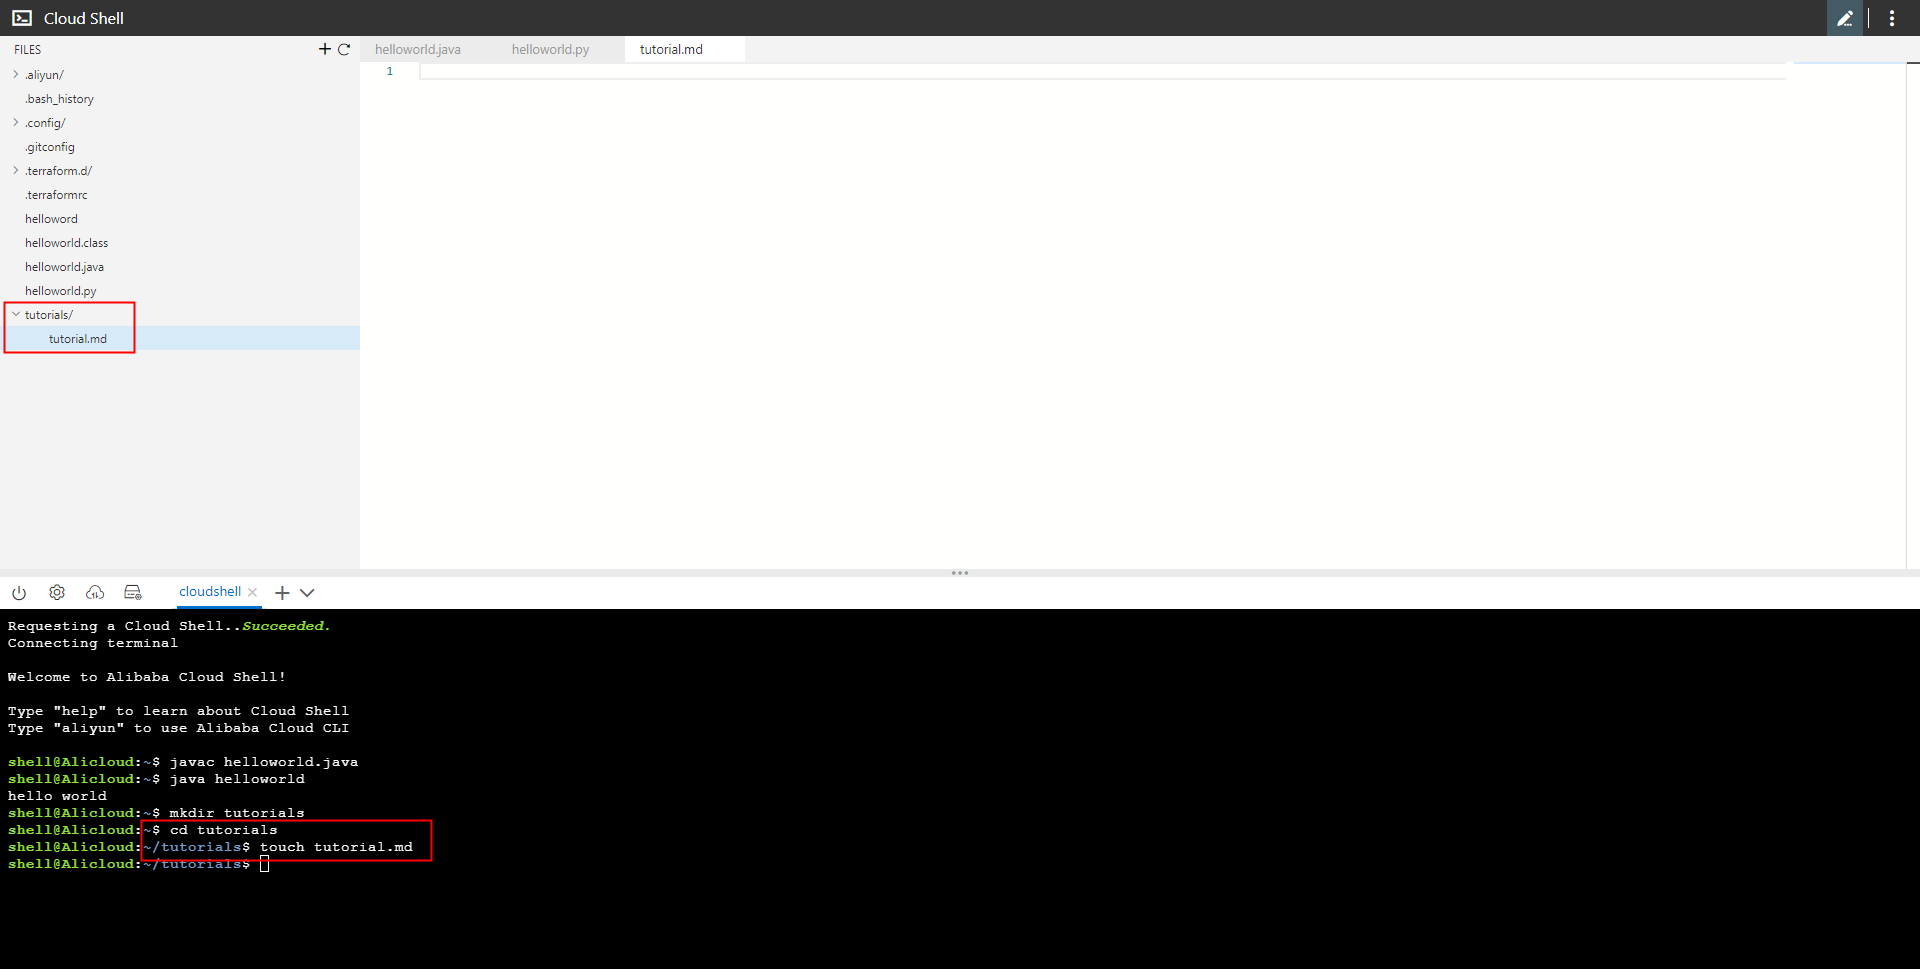 Cloud Shell
FILES
helloworld.java
helloworld.py
tutorial.md
.aliyun/
.bash_history
.config/
.gitconfig
.terraform.d/
.terraformrc
helloword
helloworld.class
helloworld.java
helloworld.py
tutorials/
tutorial.md
1
cloudshell
Requesting a Cloud Shell..Succeeded.
Connecting terminal
Welcome to Alibaba Cloud Shell!
Type "help" to learn about Cloud Shell
Type "aliyun" to use Alibaba Cloud CLI
shell@Alicloud:~$ javac helloworld.java
shell@Alicloud:~$ java helloworld
hello world
shell@Alicloud:~$ mkdir tutorials
shell@Alicloud:~$ cd tutorials
shell@Alicloud:~/tutorials$ touch tutorial.md
shell@Alicloud:~/tutorials$